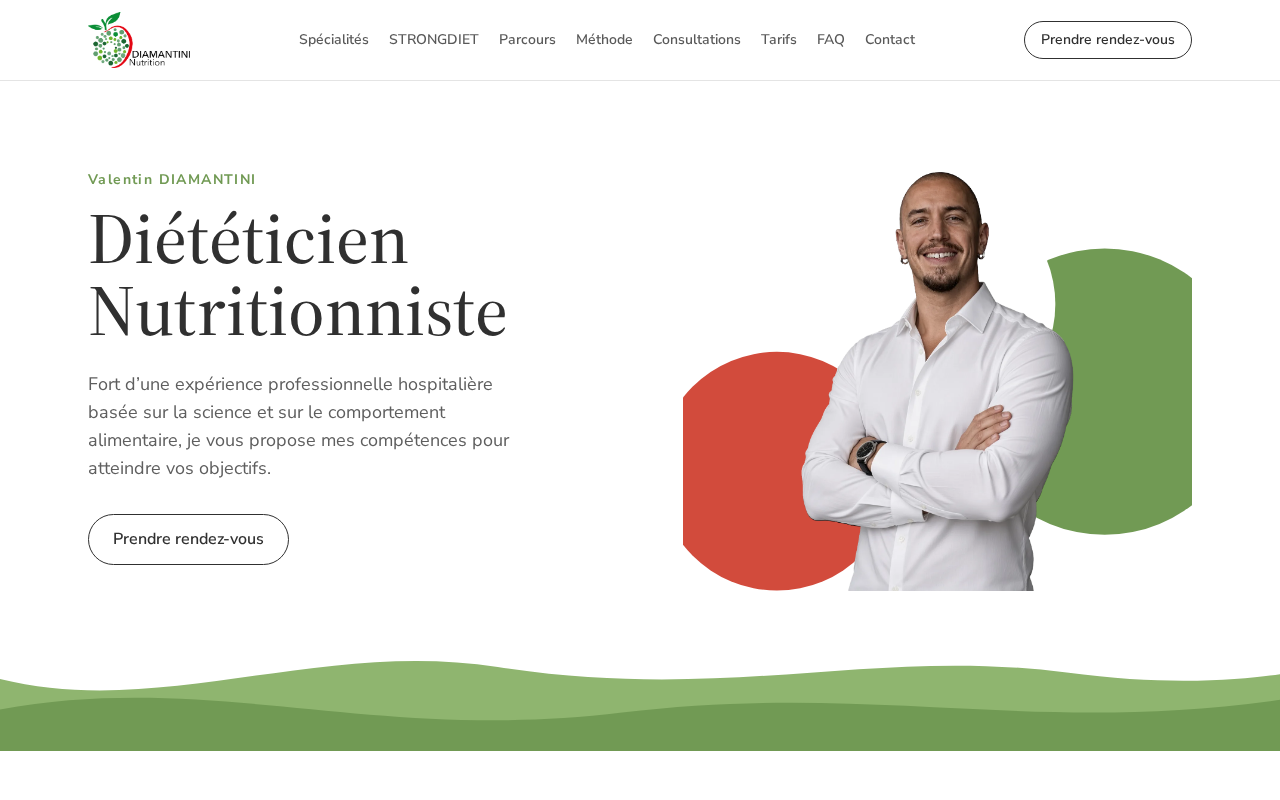 DIAMANTINI
Nutrition
Spécialités
STRONGDIET
Parcours
Méthode
Consultations
Tarifs
FAQ
Contact
Prendre rendez-vous
Valentin DIAMANTINI
Diététicien
Nutritionniste
Fort d’une expérience professionnelle hospitalière
basée sur la science et sur le comportement
alimentaire, je vous propose mes compétences pour
atteindre vos objectifs.
Prendre rendez-vous